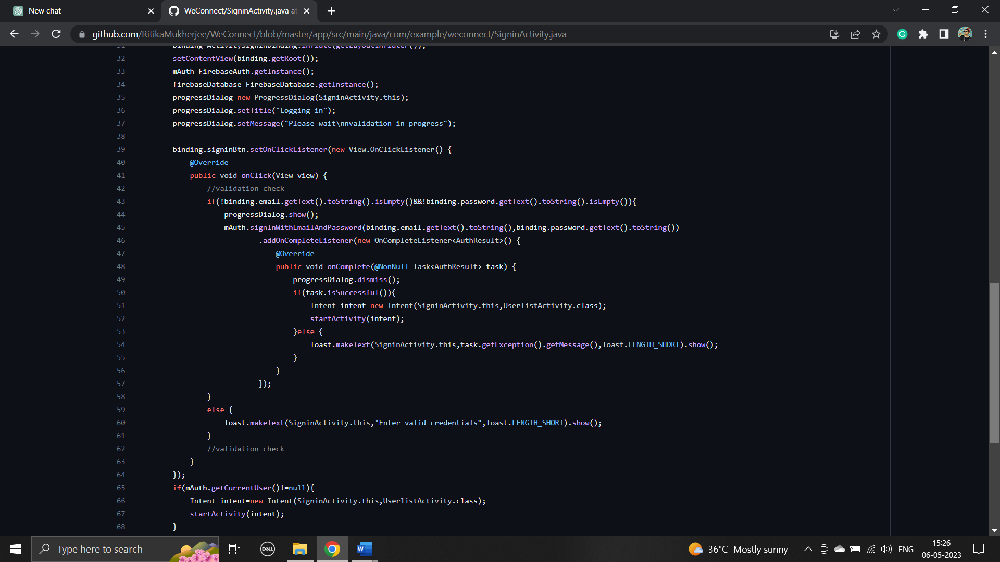 New chat
WeConnect/SigninActivity.java at
github.com/RitikaMukherjee/WeConnect/blob/master/app/src/main/java/com/example/weconnect/SigninActivity.java
31 binding=ActivitySigninBinding.inflate(getLayoutInflater());
32 setContentView(binding.getRoot());
33 mAuth=FirebaseAuth.getInstance();
34 firebaseDatabase=FirebaseDatabase.getInstance();
35 progressDialog=new ProgressDialog(SigninActivity.this);
36 progressDialog.setTitle("Logging in");
37 progressDialog.setMessage("Please wait\nnvalidation in progress");
38
39 binding.signinBtn.setOnClickListener(new View.OnClickListener() {
40 @Override
41 public void onClick(View view) {
42 //validation check
43 if(!binding.email.getText().toString().isEmpty()&&!binding.password.getText().toString().isEmpty()){
44 progressDialog.show();
45 mAuth.signInWithEmailAndPassword(binding.email.getText().toString(),binding.password.getText().toString())
46 .addOnCompleteListener(new OnCompleteListener<AuthResult>() {
47 @Override
48 public void onComplete(@NonNull Task<AuthResult> task) {
49 progressDialog.dismiss();
50 if(task.isSuccessful()){
51 Intent intent=new Intent(SigninActivity.this,UserlistActivity.class);
52 startActivity(intent);
53 }else {
54 Toast.makeText(SigninActivity.this,task.getException().getMessage(),Toast.LENGTH_SHORT).show();
55 }
56 }
57 });
58 }
59 else {
60 Toast.makeText(SigninActivity.this,"Enter valid credentials",Toast.LENGTH_SHORT).show();
61 }
62 //validation check
63 }
64 });
65 if(mAuth.getCurrentUser()!=null){
66 Intent intent=new Intent(SigninActivity.this,UserlistActivity.class);
67 startActivity(intent);
68 }
Type here to search
DELL
36°C Mostly sunny
ENG
15:26
06-05-2023